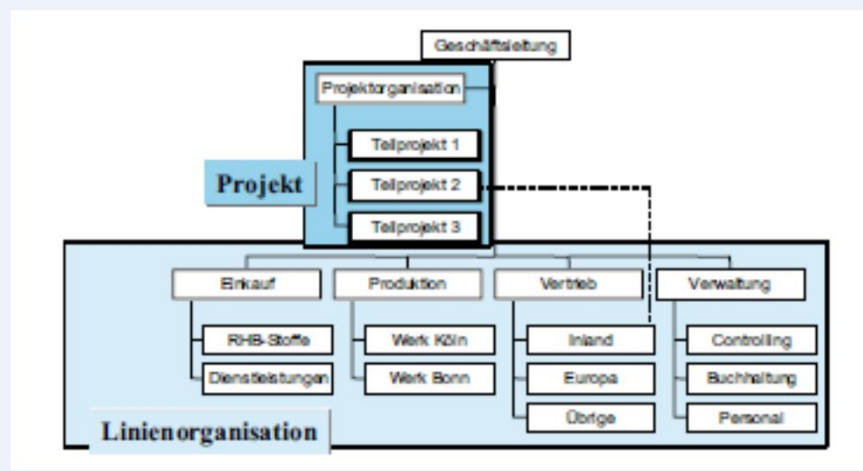 Geschäftsleitung
Projektorganisation
Teilprojekt 1
Teilprojekt 2
Teilprojekt 3
Projekt
Einkauf
Produktion
Vertrieb
Verwaltung
RHB-Stoffe
Werk Köln
Inland
Controlling
Dienstleistungen
Werk Bonn
Europa
Buchhaltung
Übrige
Personal
Linienorganisation